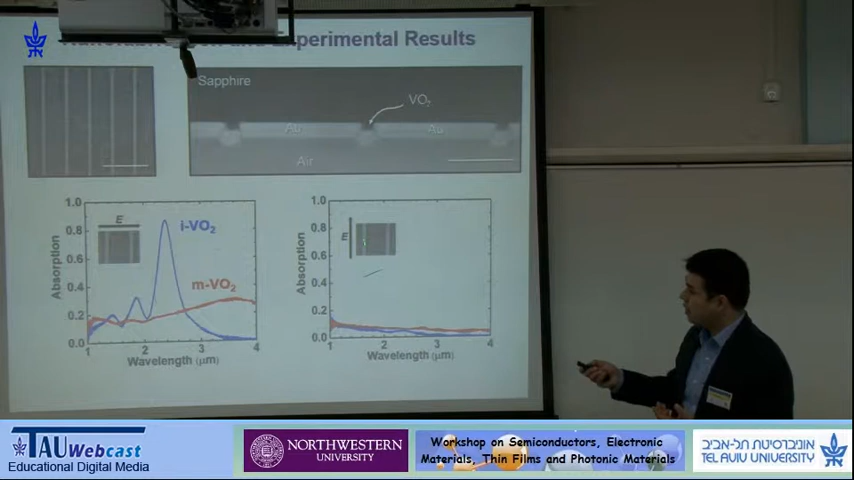 and Experimental Results
Sapphire
VO2
Au
Au
Air
1.0
0.8
0.6
0.4
0.2
0.0
Absorption
E
i-VO2
m-VO2
1 2 3 4
Wavelength (μm)
1.0
0.8
0.6
0.4
0.2
0.0
Absorption
E
1 2 3 4
Wavelength (μm)
TAU Webcast
Educational Digital Media
NORTHWESTERN
UNIVERSITY
Workshop on Semiconductors, Electronic
Materials, Thin Films and Photonic Materials
אוניברסיטת תל-אביב
TEL AVIV UNIVERSITY